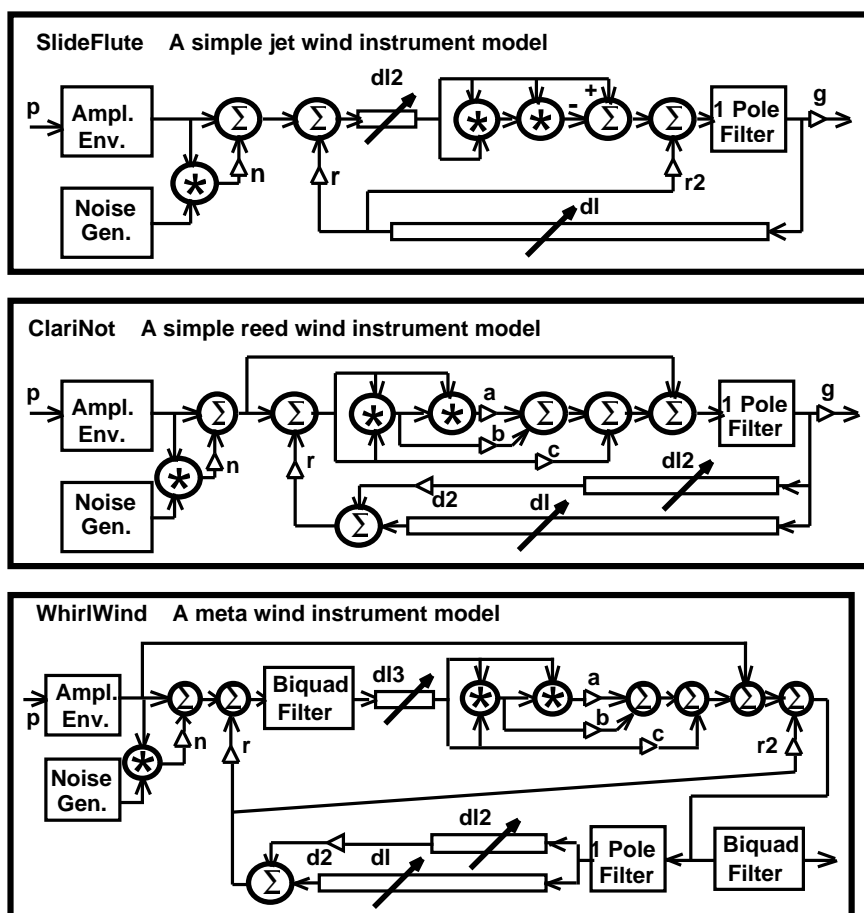 SlideFlute A simple jet wind instrument model
p
Ampl.
Env.
Noise
Gen.
*
n
Σ
Σ
r
dl2
*
*
-
+
Σ
Σ
r2
1 Pole
Filter
g
dl
ClariNot A simple reed wind instrument model
p
Ampl.
Env.
Noise
Gen.
*
n
Σ
Σ
r
*
*
a
b
c
Σ
Σ
Σ
1 Pole
Filter
g
d2
dl2
dl
Σ
WhirlWind A meta wind instrument model
p
Ampl.
Env.
Noise
Gen.
*
n
Σ
Σ
r
Biquad
Filter
dl3
*
*
a
b
c
Σ
Σ
Σ
Σ
r2
dl2
d2
dl
Σ
1 Pole
Filter
Biquad
Filter